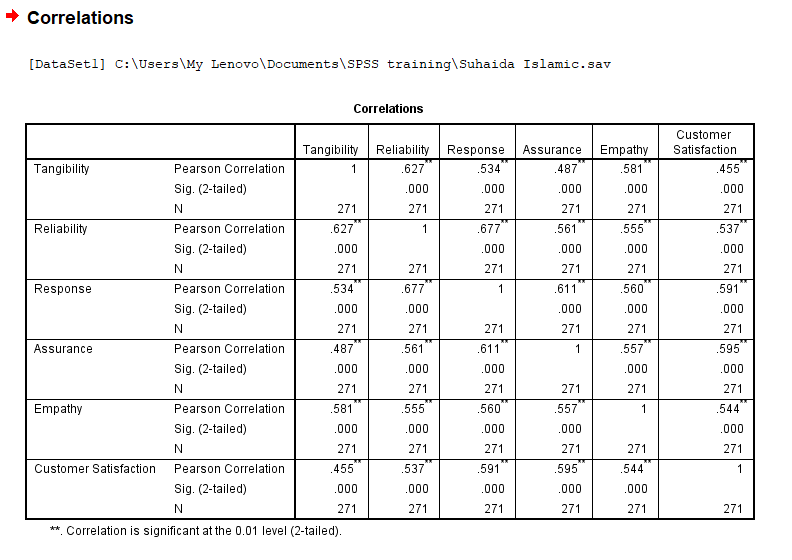 Correlations
[DataSet1] C:\Users\My Lenovo\Documents\SPSS training\Suhaida Islamic.sav
Correlations
Tangibility Reliability Response Assurance Empathy Customer Satisfaction
Tangibility Pearson Correlation 1 .627** .534** .487** .581** .455**
Sig. (2-tailed) .000 .000 .000 .000 .000
N 271 271 271 271 271 271
Reliability Pearson Correlation .627** 1 .677** .561** .555** .537**
Sig. (2-tailed) .000 .000 .000 .000 .000
N 271 271 271 271 271 271
Response Pearson Correlation .534** .677** 1 .611** .560** .591**
Sig. (2-tailed) .000 .000 .000 .000 .000
N 271 271 271 271 271 271
Assurance Pearson Correlation .487** .561** .611** 1 .557** .595**
Sig. (2-tailed) .000 .000 .000 .000 .000
N 271 271 271 271 271 271
Empathy Pearson Correlation .581** .555** .560** .557** 1 .544**
Sig. (2-tailed) .000 .000 .000 .000 .000
N 271 271 271 271 271 271
Customer Satisfaction Pearson Correlation .455** .537** .591** .595** .544** 1
Sig. (2-tailed) .000 .000 .000 .000 .000
N 271 271 271 271 271 271
**. Correlation is significant at the 0.01 level (2-tailed).